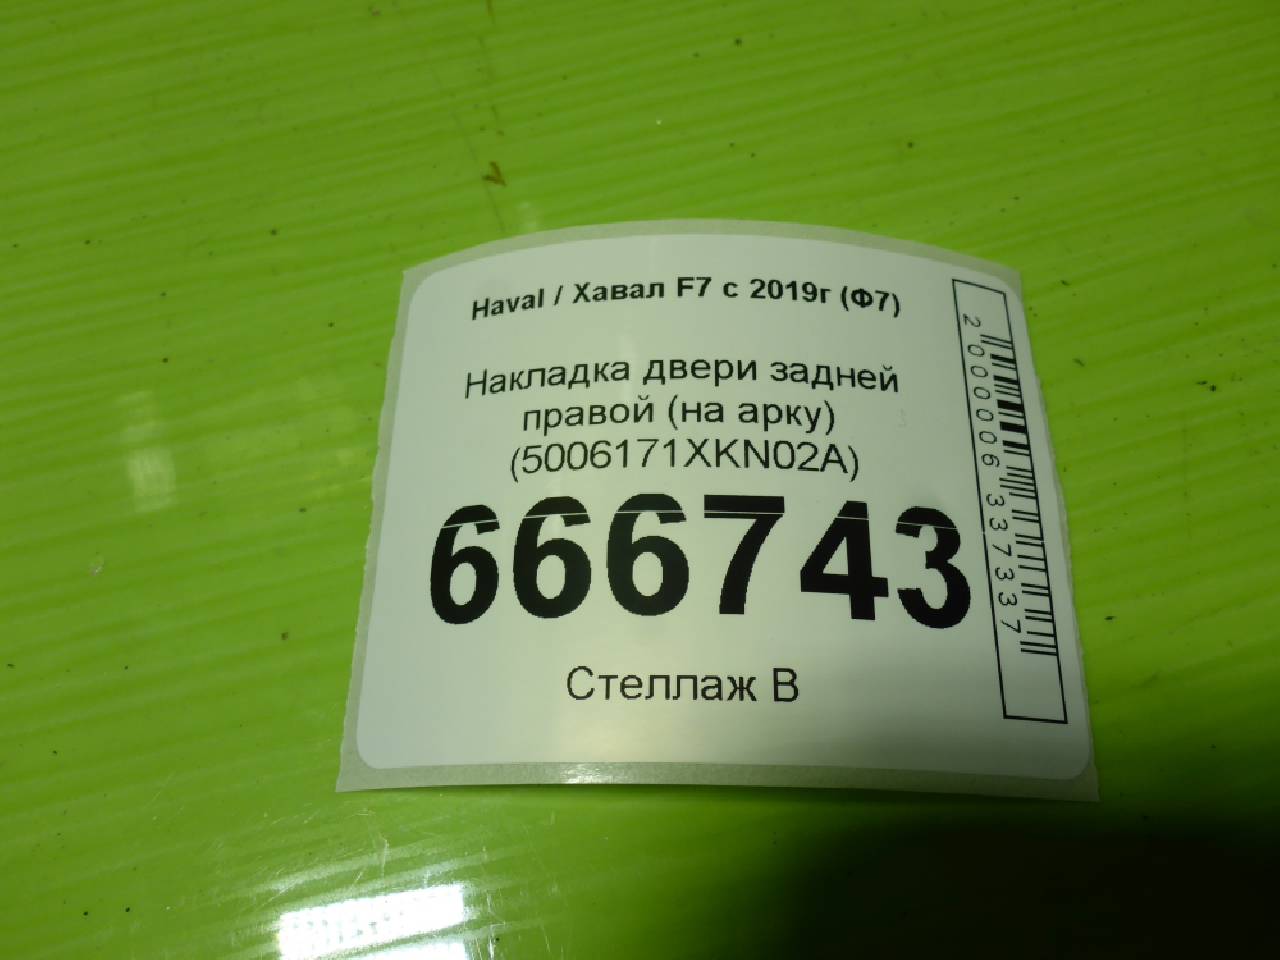 Haval / Хавал F7 с 2019г (Ф7)
Накладка двери задней
правой (на арку)
(5006171XKN02A)
666743
Стеллаж В
2000006337337